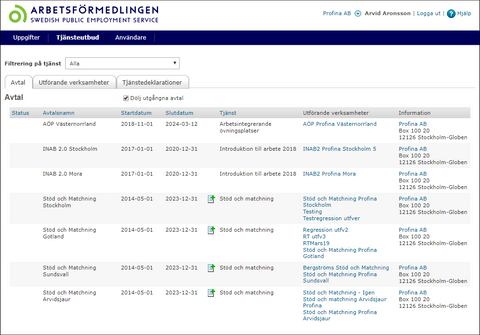 ARBETSFÖRMEDLINGEN
SWEDISH PUBLIC EMPLOYMENT SERVICE
Profina AB Arvid Aronsson | Logga ut | ? Hjälp
Uppgifter Tjänsteutbud Användare
Filtrering på tjänst Alla
Avtal Utförande verksamheter Tjänstedeklarationer
Avtal Dölj utgångna avtal
Status Avtalsnamn Startdatum Slutdatum Tjänst Utförande verksamheter Information
AÖP Västernorrland 2018-11-01 2024-03-12 Arbetsintegrerande AÖP Profina Västernorrland Profina AB
övningsplatser Box 100 20
12126 Stockholm-Globen
INAB 2.0 Stockholm 2017-01-01 2020-12-31 Introduktion till arbete 2018 INAB2 Profina Stockholm 5 Profina AB
Box 100 20
12126 Stockholm-Globen
INAB 2.0 Mora 2017-01-01 2020-12-31 Introduktion till arbete 2018 INAB2 Profina Mora Profina AB
Box 100 20
12126 Stockholm-Globen
Stöd och Matchning 2014-05-01 2023-12-31 Stöd och matchning Stöd och Matchning Profina Profina AB
Stockholm Stockholm Box 100 20
Testing 12126 Stockholm-Globen
Testregression utfver
Stöd och Matchning 2014-05-01 2023-12-31 Stöd och matchning Regression utfv2 Profina AB
Gotland RT utfv3 Box 100 20
RTMars19 12126 Stockholm-Globen
Stöd och Matchning Profina
Gotland
Stöd och Matchning 2014-05-01 2023-12-31 Stöd och matchning Bergströms Stöd och Matchning Profina AB
Sundsvall Stöd och Matchning Profina Box 100 20
Sundsvall 12126 Stockholm-Globen
Stöd och Matchning 2014-05-01 2023-12-31 Stöd och matchning Stöd och Matchning - Igen Profina AB
Arvidsjaur Stöd och matchning Arvidsjaur Box 100 20
Profina 12126 Stockholm-Globen
Stöd och Matchning Profina
Arvidsjaur